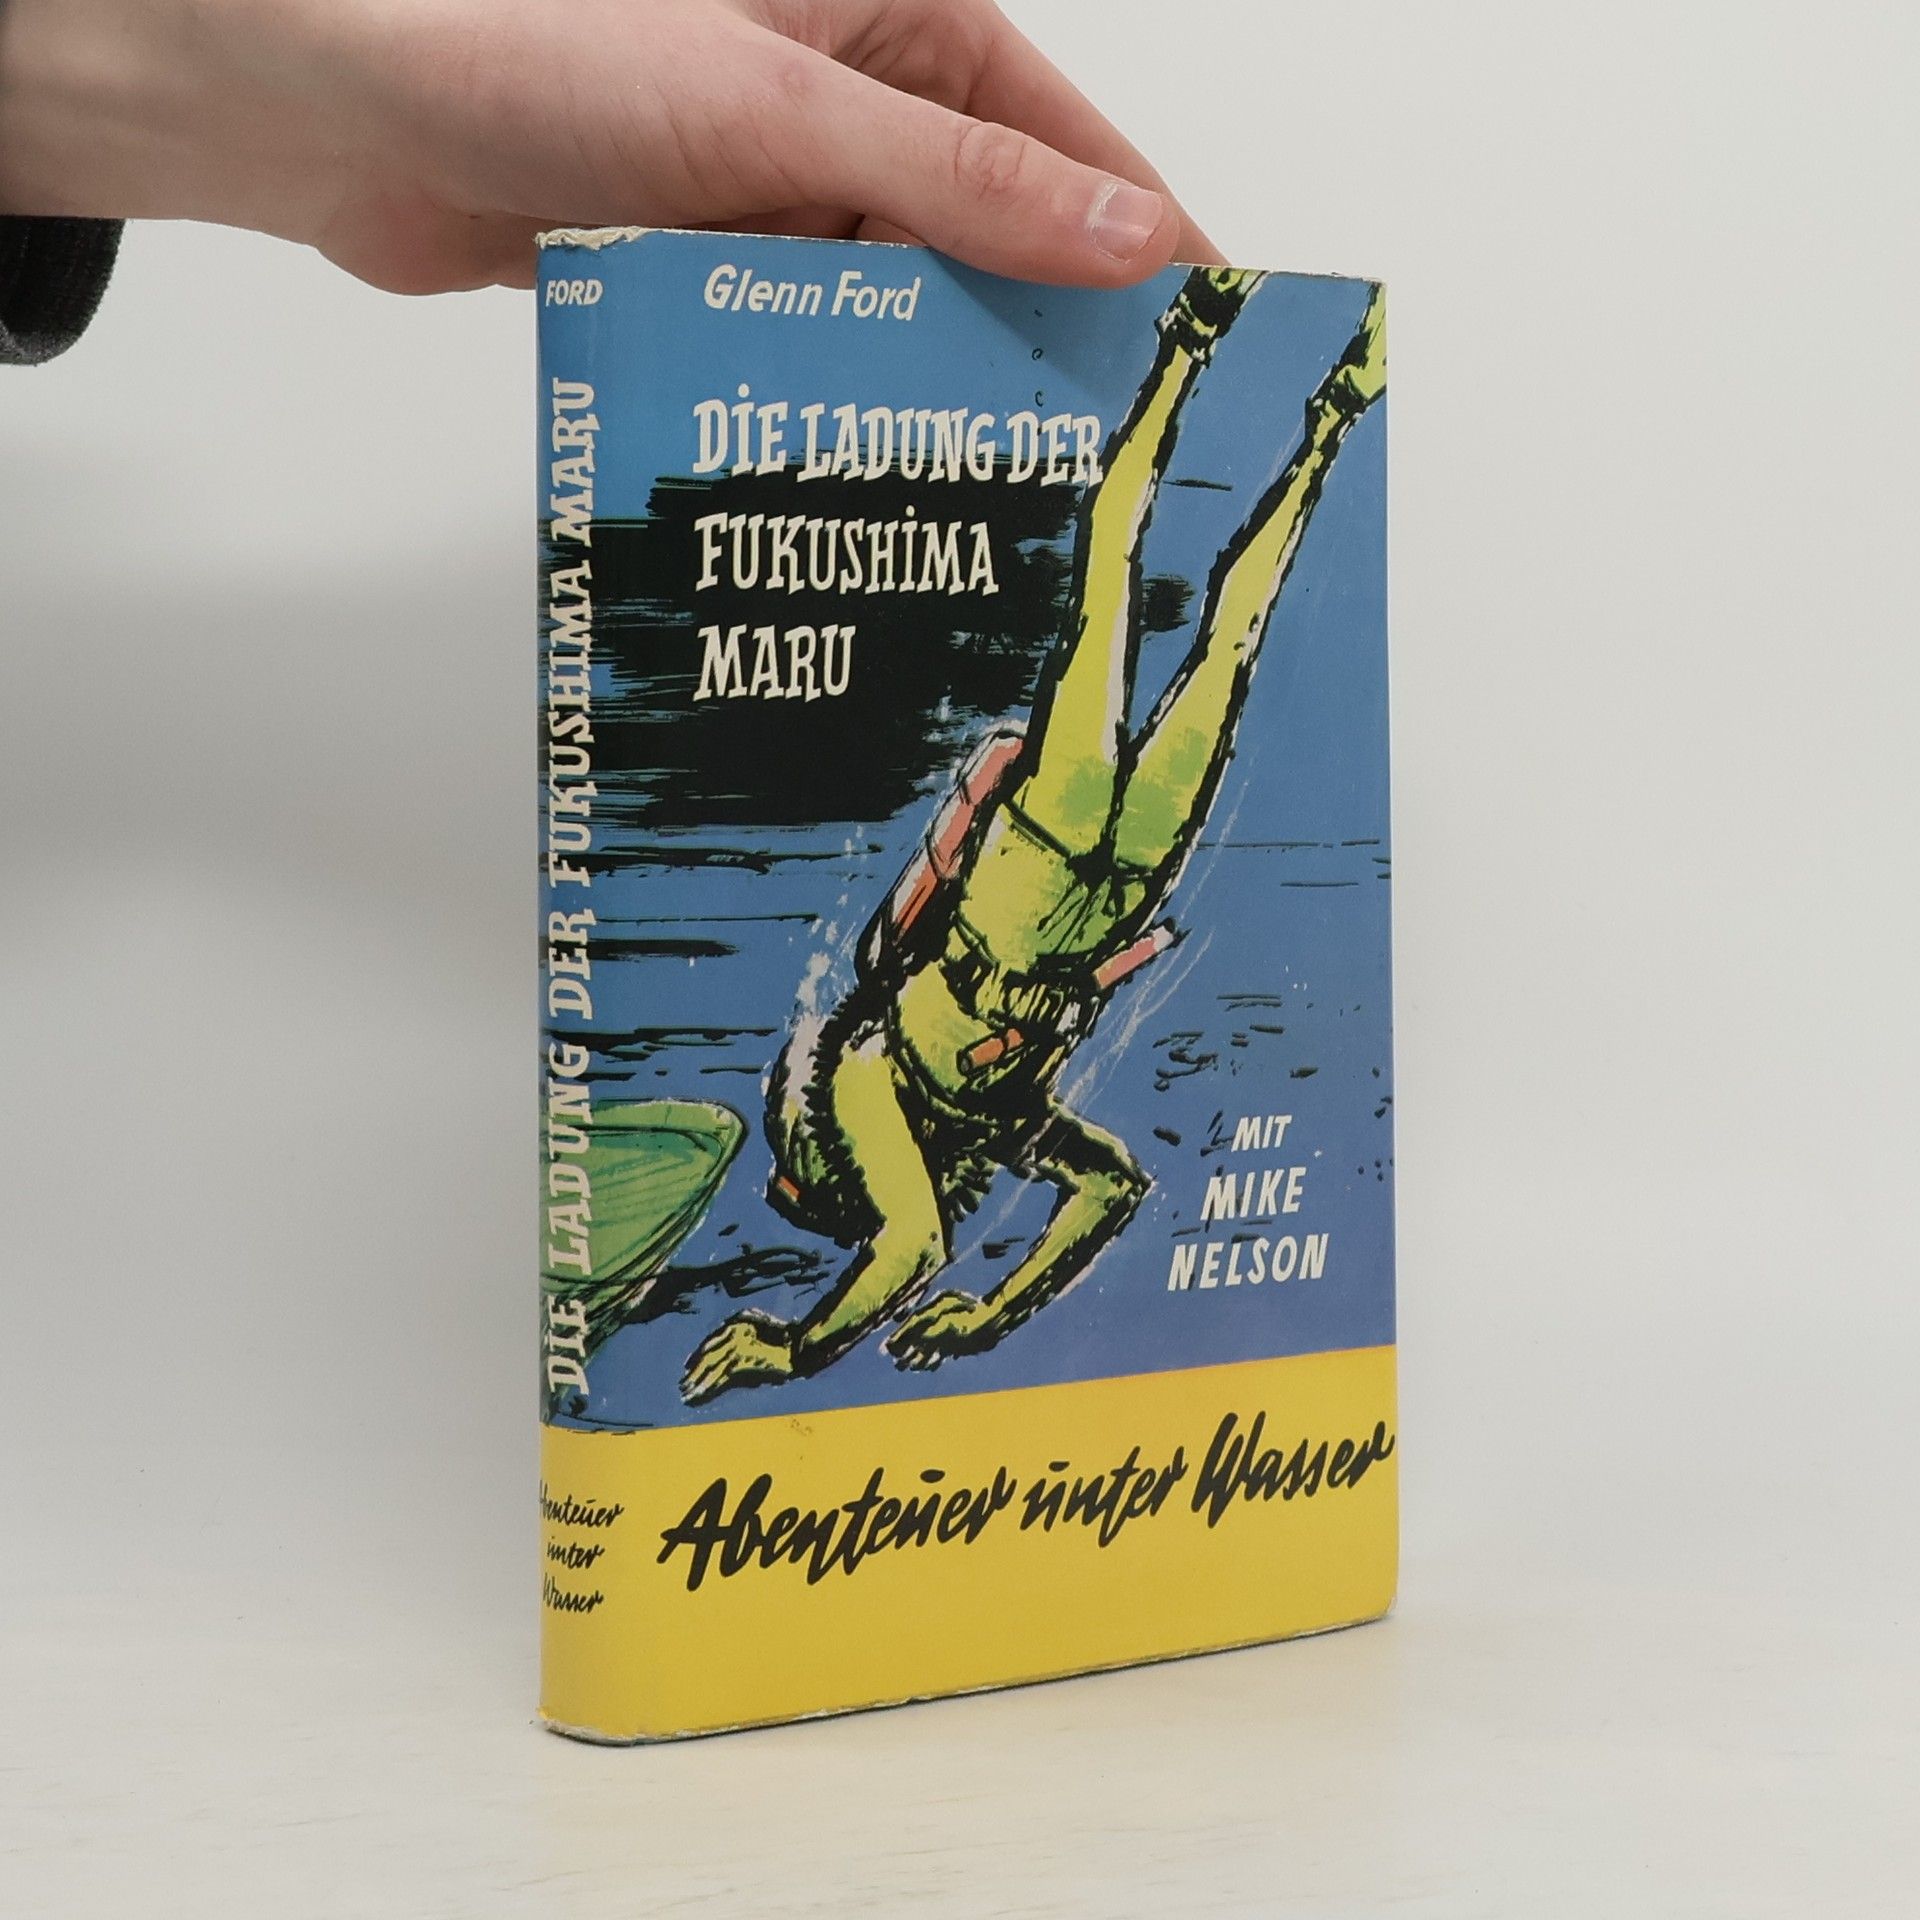 FORD
DIE LADUNG DER FUKUSHIMA MARU
Abenteuer
unter
Wasser
Glenn Ford
DIE LADUNG DER
FUKUSHIMA
MARU
MIT
MIKE
NELSON
Abenteuer unter Wasser